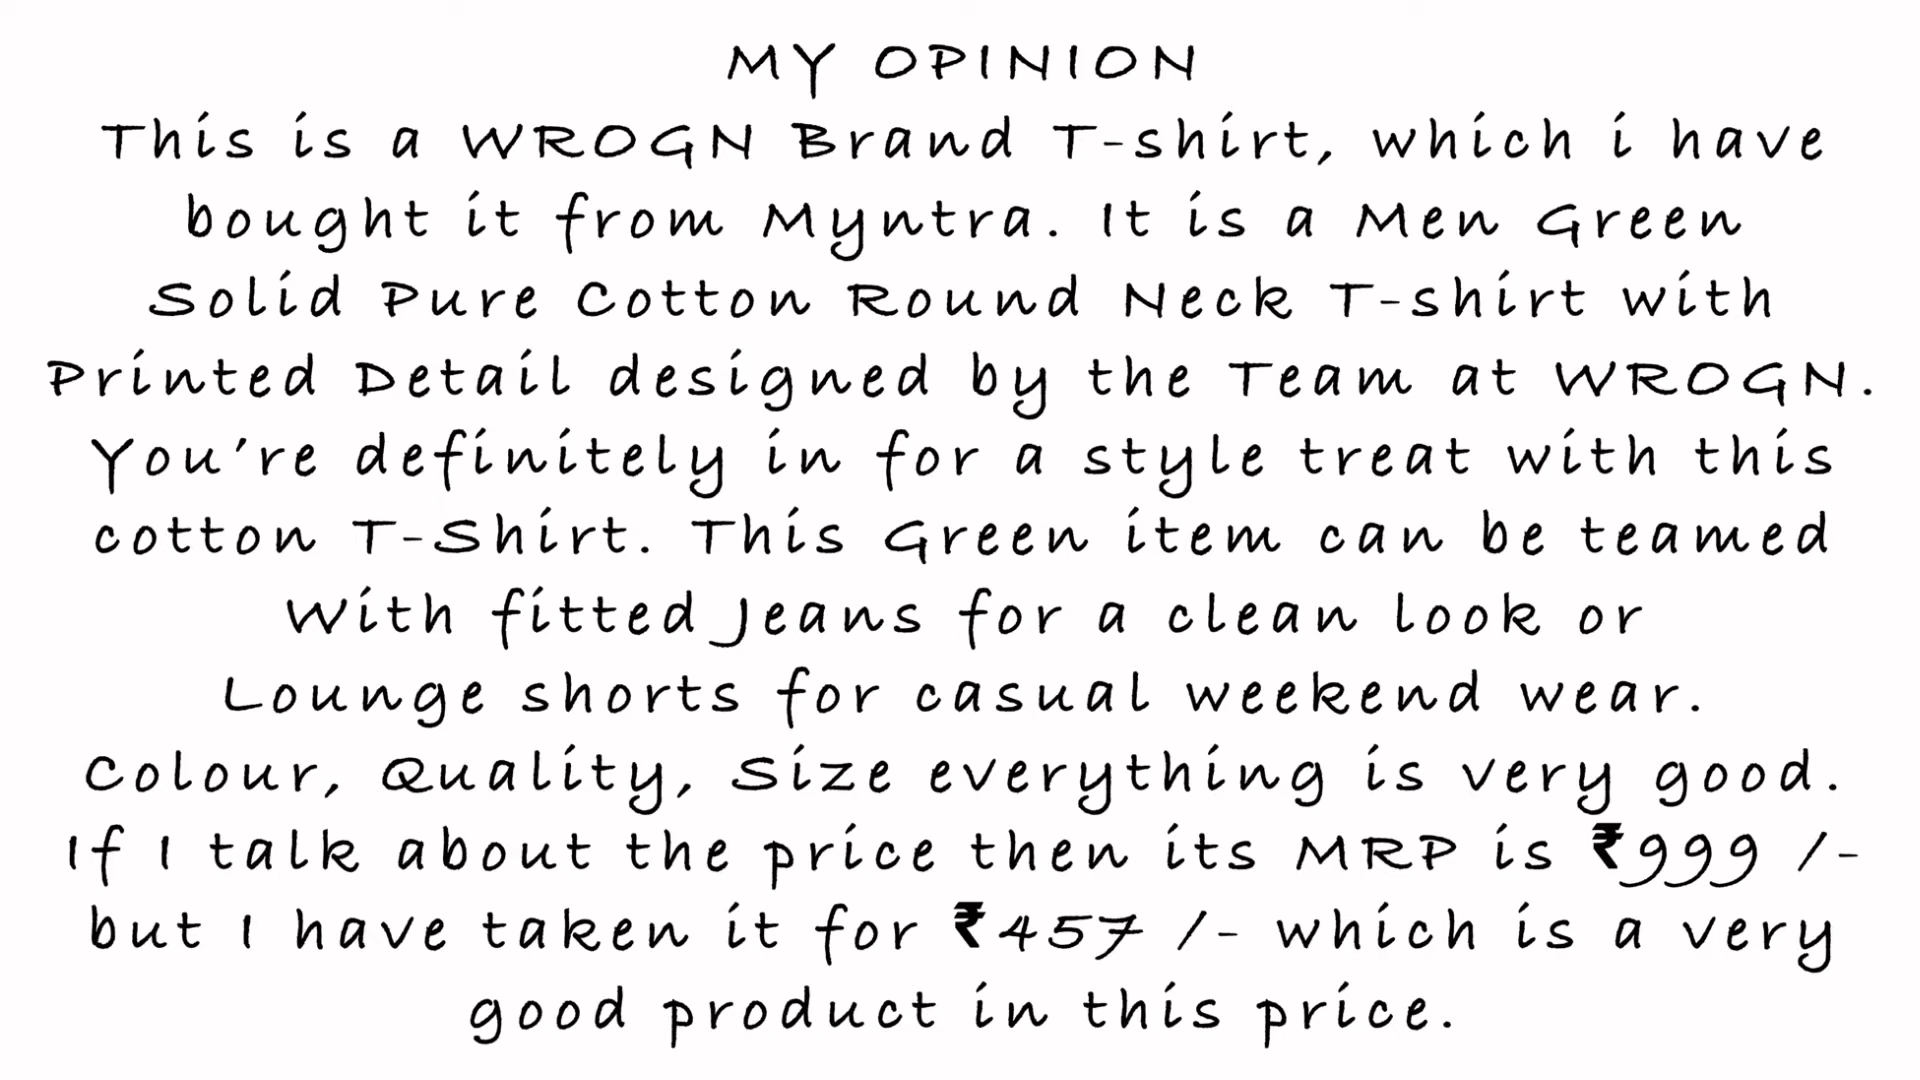 MY OPINION
This is a WROGN Brand T-shirt, which i have
bought it from Myntra. It is a Men Green
Solid Pure Cotton Round Neck T-shirt with
Printed Detail designed by the Team at WROGN.
You're definitely in for a style treat with this
cotton T-Shirt. This Green item can be teamed
With fitted Jeans for a clean look or
Lounge shorts for casual weekend wear.
Colour, Quality, Size everything is very good.
If I talk about the price then its MRP is ₹999 /-
but I have taken it for ₹457 /- which is a very
good product in this price.